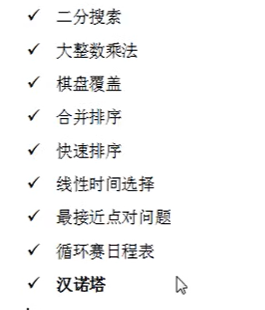 ✓ 二分搜索
✓ 大整数乘法
✓ 棋盘覆盖
✓ 合并排序
✓ 快速排序
✓ 线性时间选择
✓ 最接近点对问题
✓ 循环赛日程表
✓ 汉诺塔